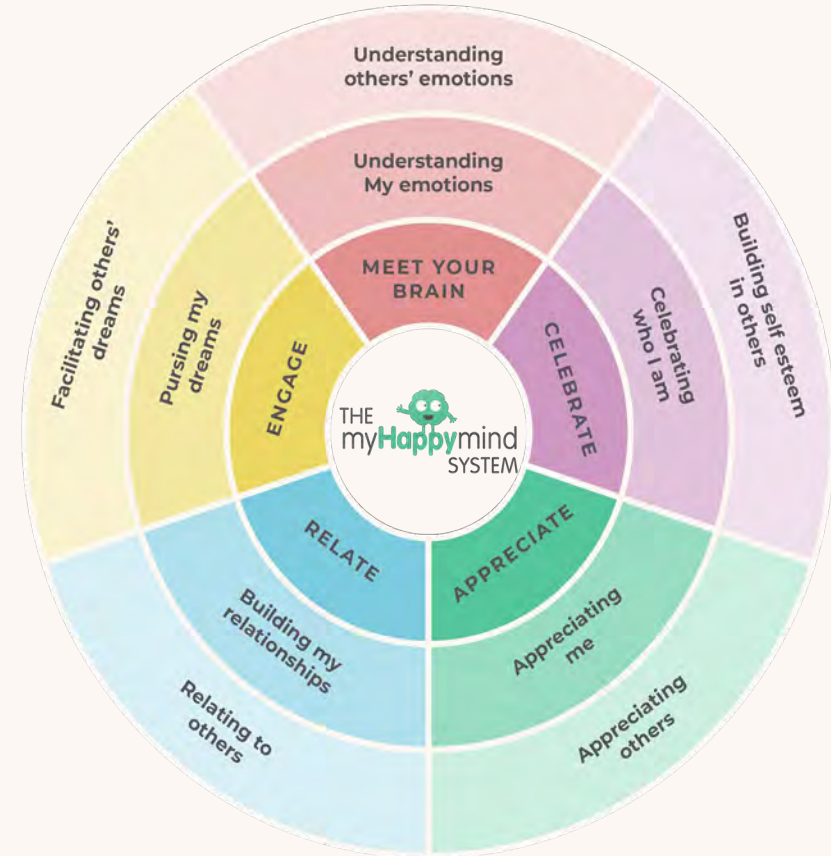 Understanding
others' emotions
Understanding
My emotions
MEET YOUR
BRAIN
Building self esteem
in others
Celebrating
who I am
CELEBRATE
Appreciating
others
Appreciating
me
APPRECIATE
Relating to
others
Building my
relationships
RELATE
Facilitating others'
dreams
Pursing my
dreams
ENGAGE
THE
myHappymind
SYSTEM